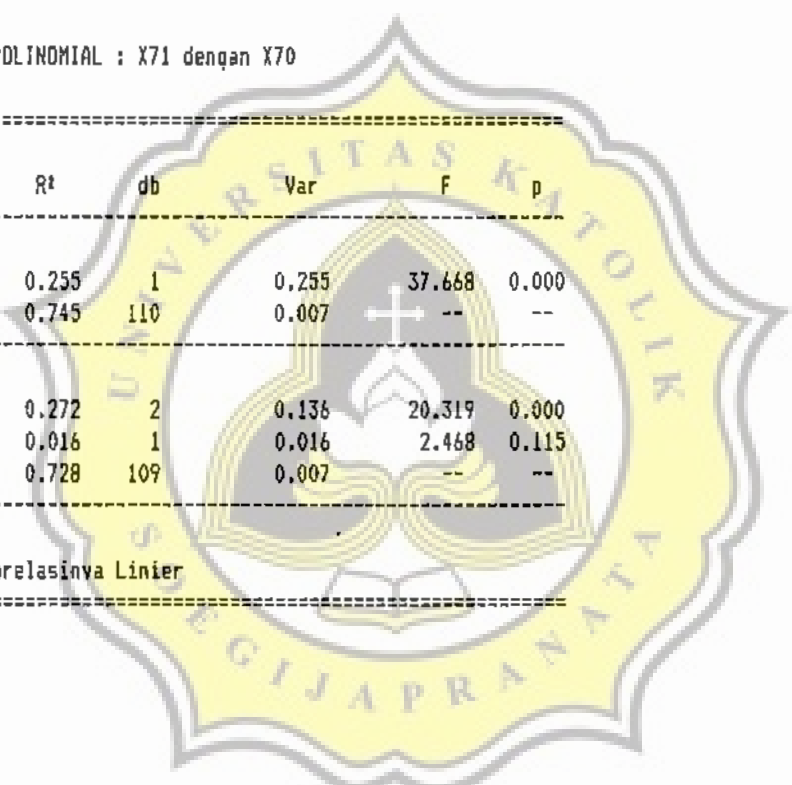 POLINOMIAL : X71 dengan X70
R² db Var F p
0.255 1 0.255 37.668 0.000
0.745 110 0.007 -- --
0.272 2 0.136 20.319 0.000
0.016 1 0.016 2.468 0.115
0.728 109 0.007 -- --
orelasinya Linier
UNIVERSITAS KATOLIK
SOEGIJAPRANATA